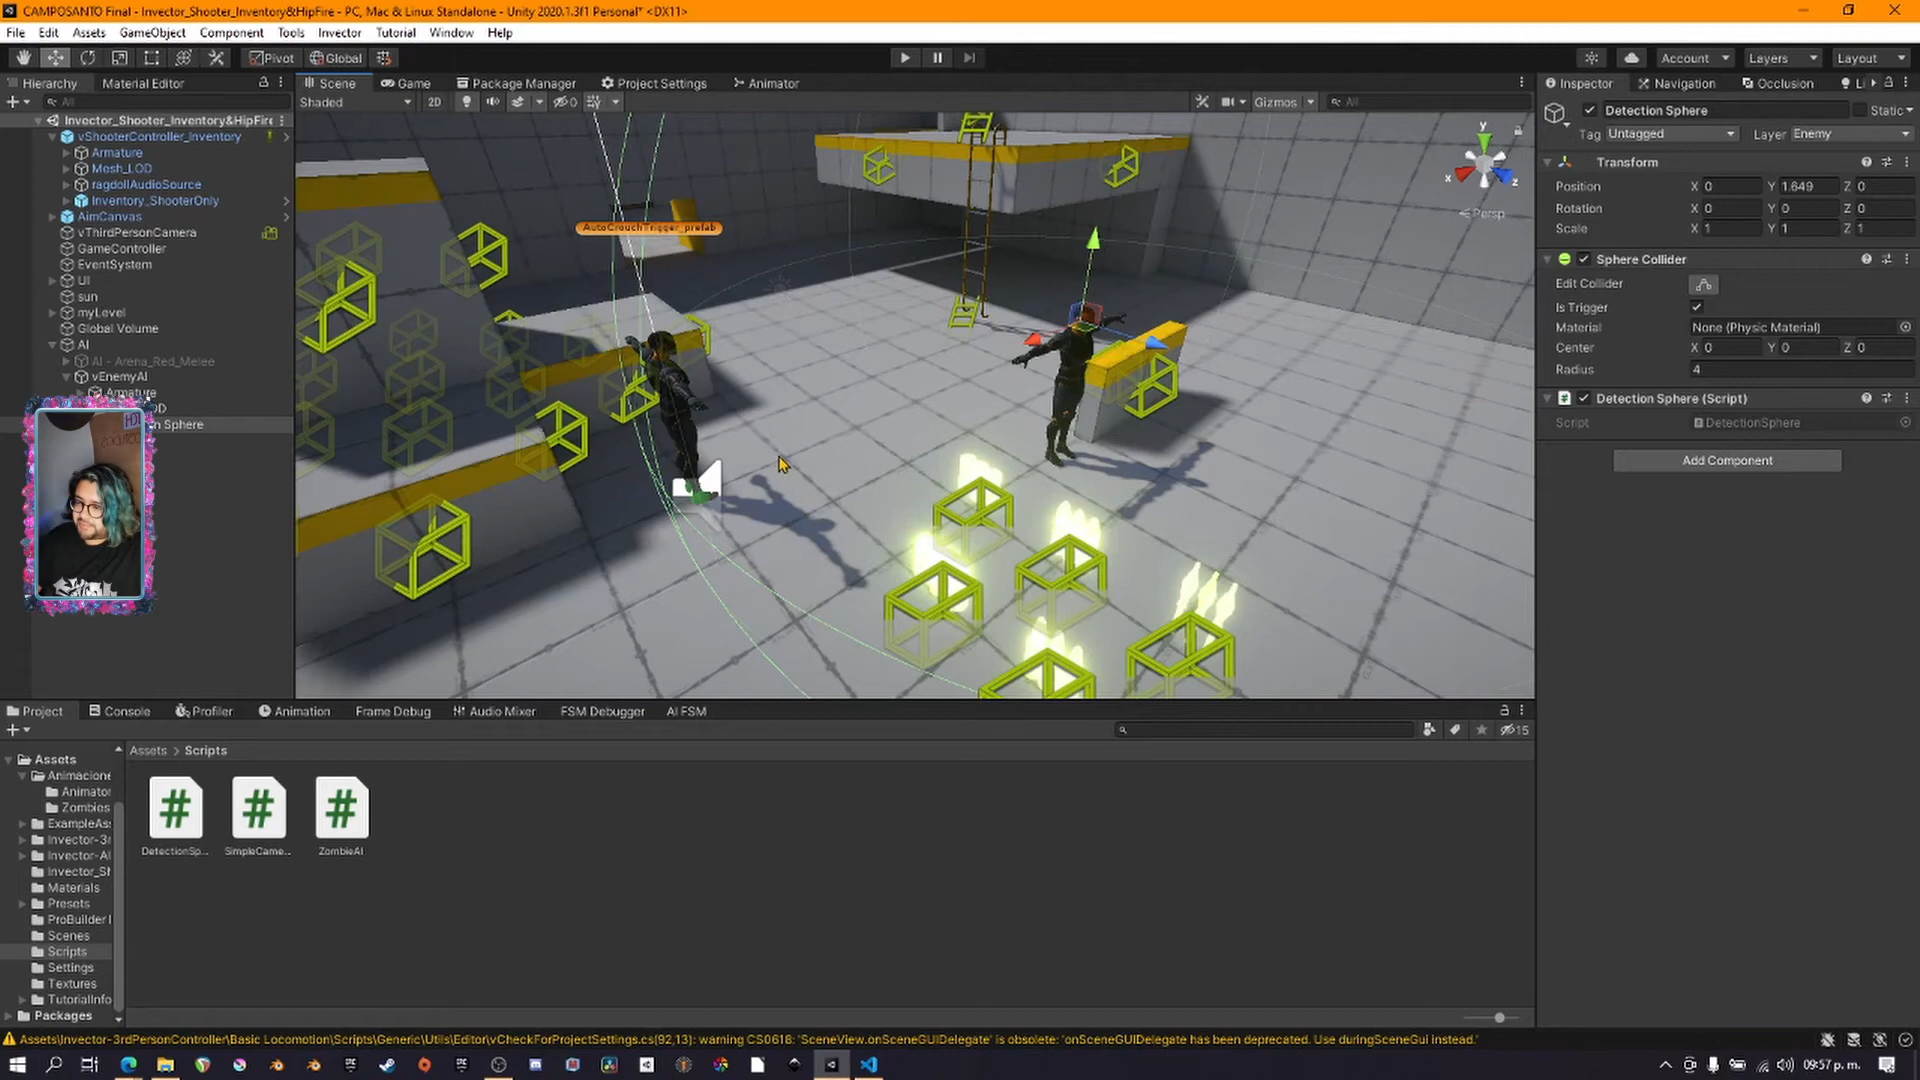 CAMPOSANTO Final - Invector_Shooter_Inventory&HipFire - PC, Mac & Linux Standalone - Unity 2020.1.3f1 Personal* <DX11>
File Edit Assets GameObject Component Tools Invector Tutorial Window Help
Pivot Global Account Layers Layout
Hierarchy Material Editor Scene Game Package Manager Project Settings Animator Inspector Navigation Occlusion
All Shaded 2D 0 Gizmos All
Invector_Shooter_Inventory&HipFire
vShooterController_Inventory
Armature
Mesh_LOD
ragdollAudioSource
Inventory_ShooterOnly
AimCanvas
vThirdPersonCamera
GameController
EventSystem
UI
sun
myLevel
Global Volume
AI
AI - Arena_Red_Melee
vEnemyAI
Armature
n Sphere
AutoCrouchTrigger_prefab
y
x
z
Persp
Detection Sphere Static
Tag Untagged Layer Enemy
Transform
Position X 0 Y 1.649 Z 0
Rotation X 0 Y 0 Z 0
Scale X 1 Y 1 Z 1
Sphere Collider
Edit Collider
Is Trigger
Material None (Physic Material)
Center X 0 Y 0 Z 0
Radius 4
Detection Sphere (Script)
Script DetectionSphere
Add Component
Project Console Profiler Animation Frame Debug Audio Mixer FSM Debugger AI FSM
15
Assets
Animacione
Animator
Zombies
ExampleAs
Invector-3r
Invector-AI
Invector_Sh
Materials
Presets
ProBuilder
Scenes
Scripts
Settings
Textures
TutorialInfo
Packages
Assets > Scripts
DetectionSp...
SimpleCame...
ZombieAI
Assets\Invector-3rdPersonController\Basic Locomotion\Scripts\Generic\Utils\Editor\vCheckForProjectSettings.cs(92,13): warning CS0618: 'SceneView.onSceneGUIDelegate' is obsolete: 'onSceneGUIDelegate has been deprecated. Use duringSceneGui instead.'
09:57 p. m.